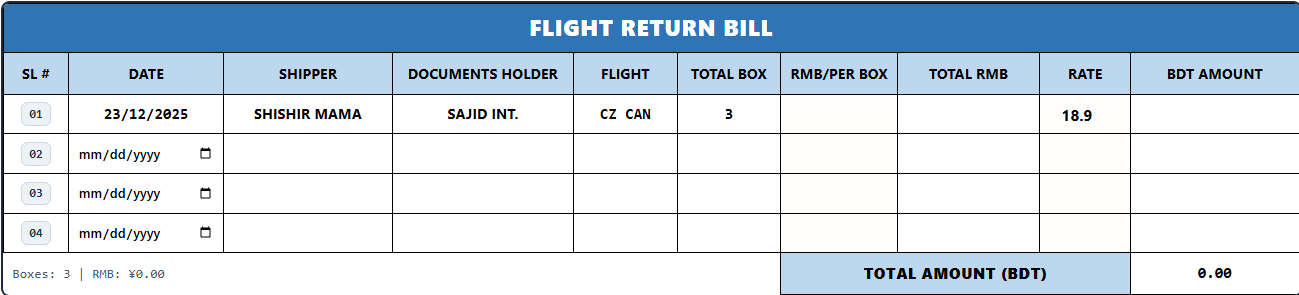 FLIGHT RETURN BILL
SL # DATE SHIPPER DOCUMENTS HOLDER FLIGHT TOTAL BOX RMB/PER BOX TOTAL RMB RATE BDT AMOUNT
01 23/12/2025 SHISHIR MAMA SAJID INT. CZ CAN 3 18.9
02 mm/dd/yyyy
03 mm/dd/yyyy
04 mm/dd/yyyy
Boxes: 3 | RMB: ¥0.00 TOTAL AMOUNT (BDT) 0.00